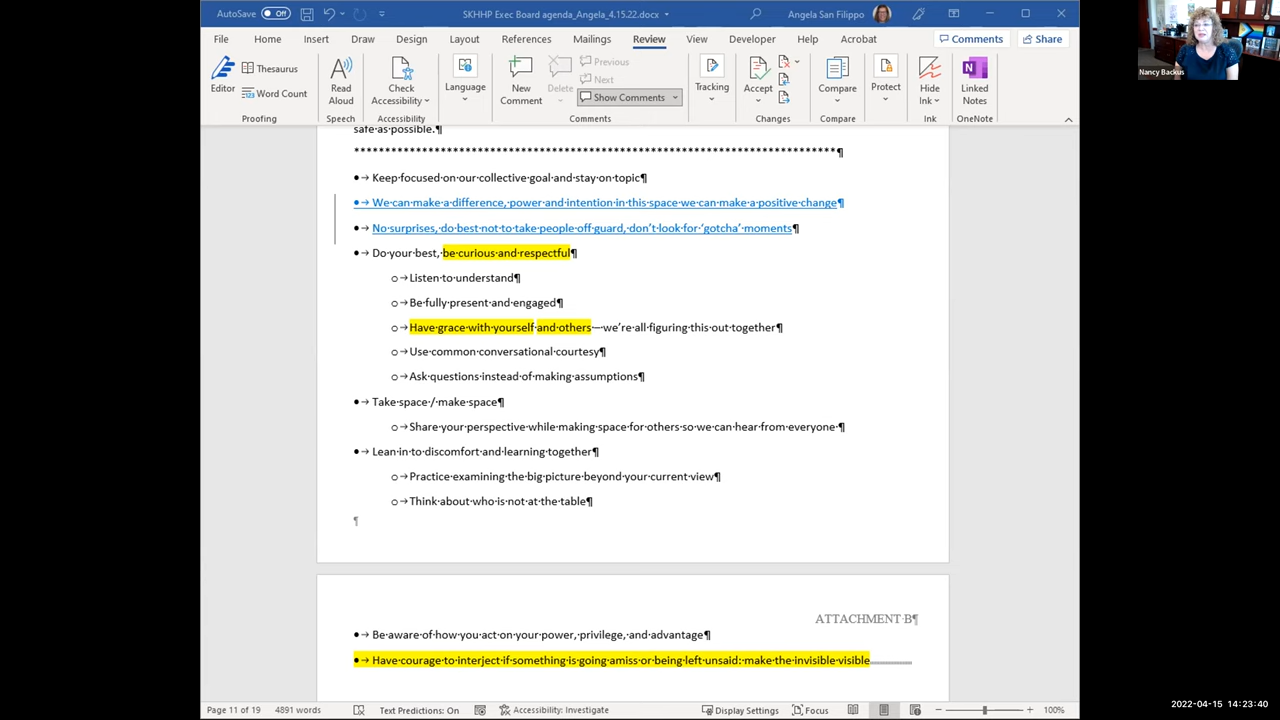 AutoSave Off
SKHHP Exec Board agenda_Angela_4.15.22.docx
Angela San Filippo
File Home Insert Draw Design Layout References Mailings Review View Developer Help Acrobat Comments Share
Editor
Thesaurus
Word Count
Proofing
Read Aloud
Speech
Check Accessibility
Accessibility
Language
New Comment
Delete
Previous
Next
Show Comments
Comments
Tracking
Accept
Changes
Compare
Compare
Protect
Hide Ink
Ink
Linked Notes
OneNote
Nancy Backus
safe as possible.¶
******************************************************************************¶
•→Keep focused on our collective goal and stay on topic¶
•→We can make a difference, power and intention in this space we can make a positive change¶
•→No surprises, do best not to take people off guard, don't look for 'gotcha' moments¶
•→Do your best, be curious and respectful¶
o→Listen to understand¶
o→Be fully present and engaged¶
o→Have grace with yourself and others – we're all figuring this out together¶
o→Use common conversational courtesy¶
o→Ask questions instead of making assumptions¶
•→Take space / make space¶
o→Share your perspective while making space for others so we can hear from everyone ¶
•→Lean in to discomfort and learning together¶
o→Practice examining the big picture beyond your current view¶
o→Think about who is not at the table¶
¶
ATTACHMENT B¶
•→Be aware of how you act on your power, privilege, and advantage¶
•→Have courage to interject if something is going amiss or being left unsaid: make the invisible visible
Page 11 of 19 4891 words Text Predictions: On Accessibility: Investigate Display Settings Focus 100%
2022-04-15 14:23:40